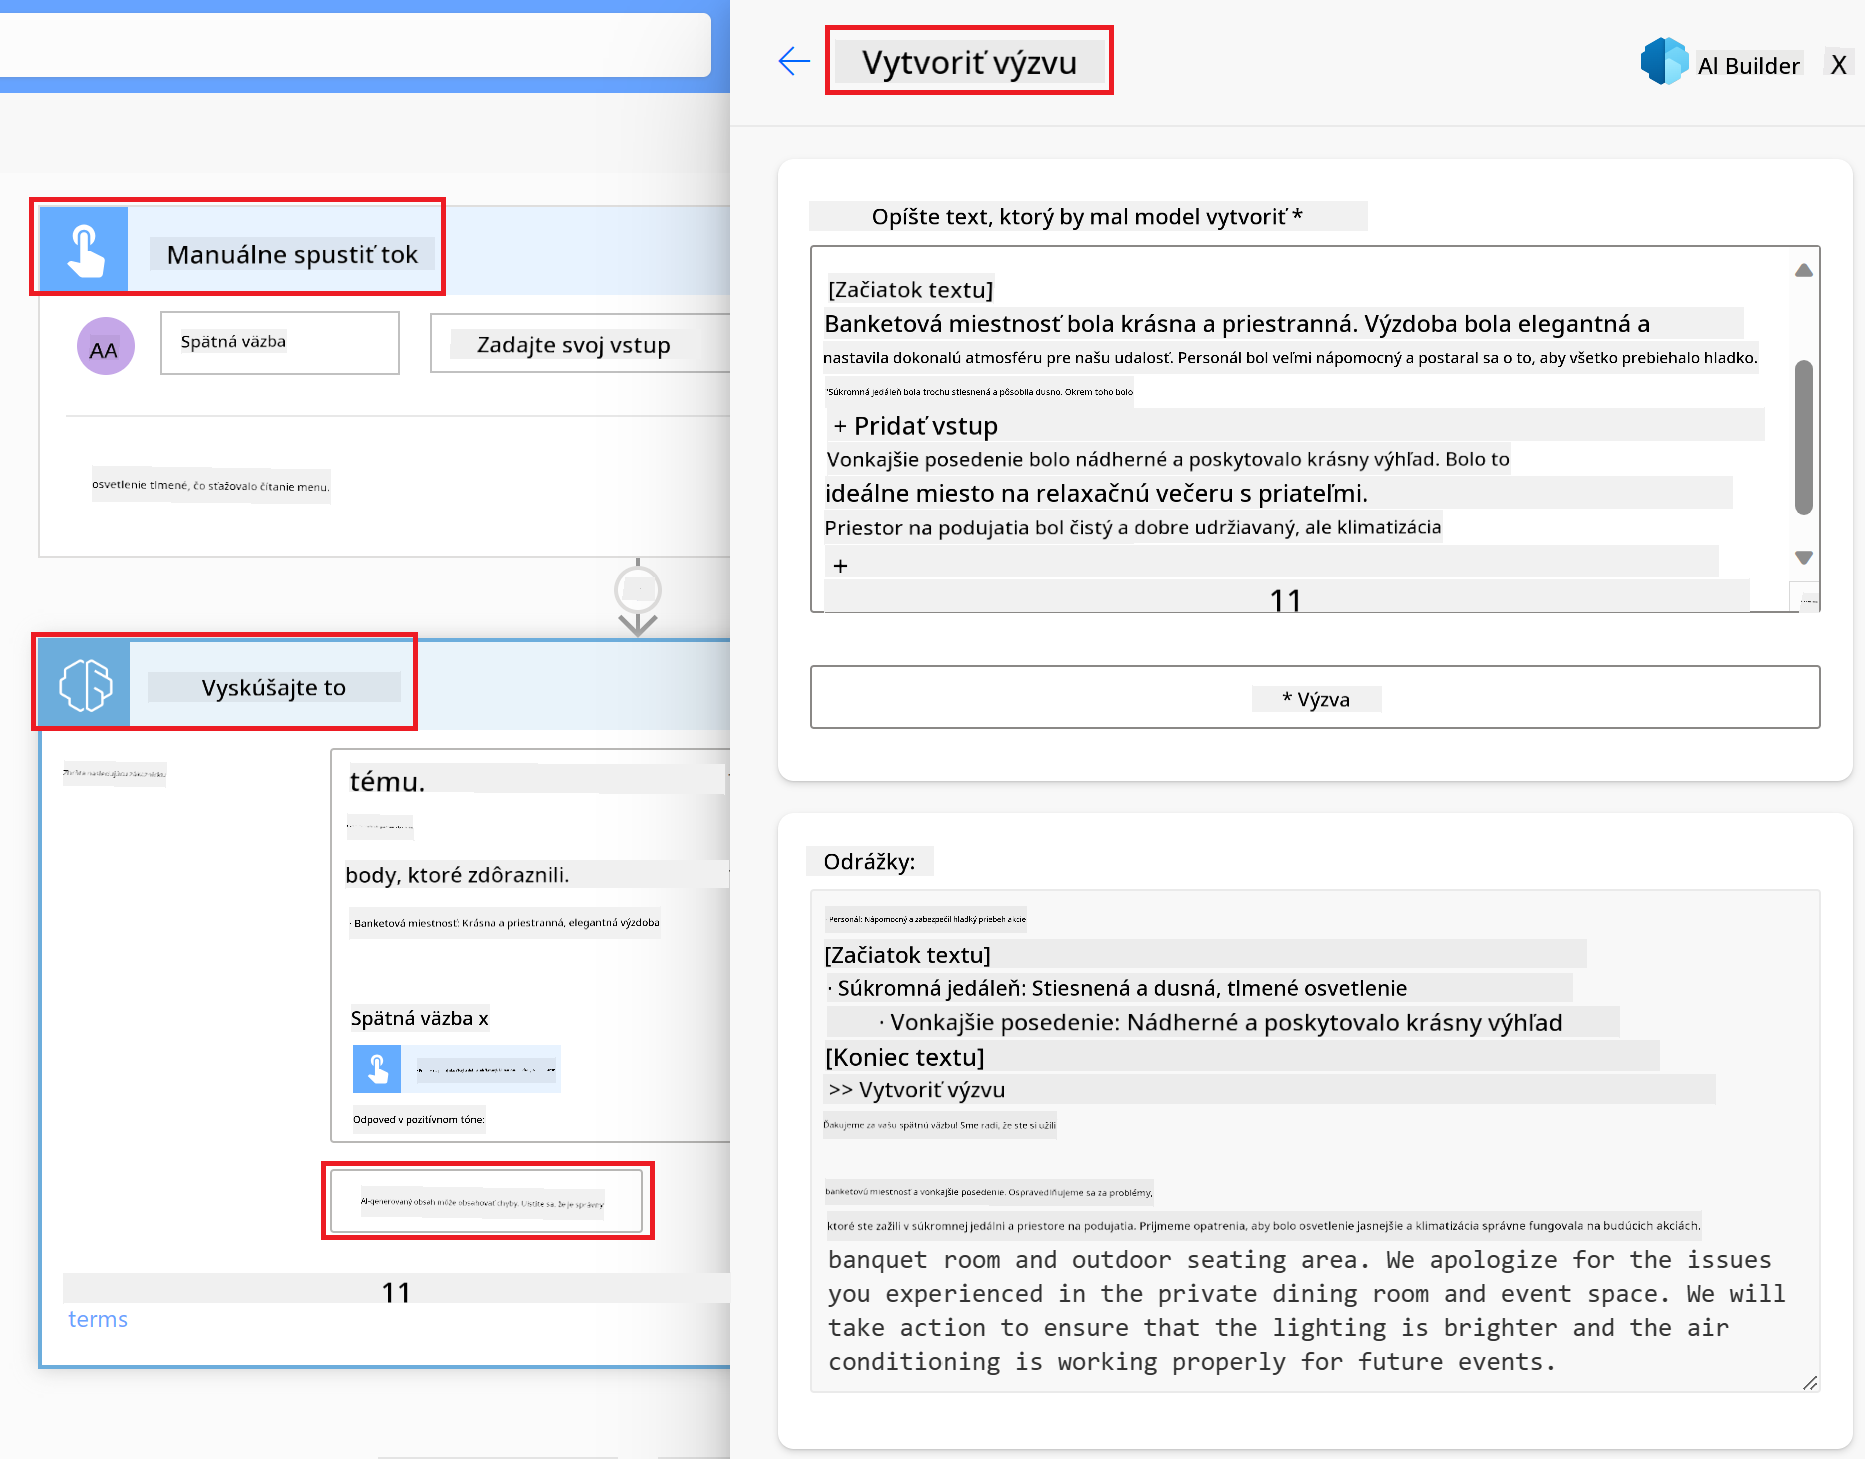 Vytvoriť výzvu
AI Builder
X
Manuálne spustiť tok
AA
Spätná väzba
Zadajte svoj vstup
osvetlenie tlmené, čo sťažovalo čítanie menu.
Vyskúšajte to
tému.
body, ktoré zdôraznili.
· Banketová miestnosť: Krásna a priestranná, elegantná výzdoba
Spätná väzba x
Odpoveď v pozitívnom tóne:
AI-generovaný obsah môže obsahovať chyby. Uistite sa, že je správny
11
terms
Opíšte text, ktorý by mal model vytvoriť *
[Začiatok textu]
Banketová miestnosť bola krásna a priestranná. Výzdoba bola elegantná a
nastavila dokonalú atmosféru pre našu udalosť. Personál bol veľmi nápomocný a postaral sa o to, aby všetko prebiehalo hladko.
"Súkromná jedáleň bola trochu stiesnená a pôsobila dusno. Okrem toho bolo
+ Pridať vstup
Vonkajšie posedenie bolo nádherné a poskytovalo krásny výhľad. Bolo to
ideálne miesto na relaxačnú večeru s priateľmi.
Priestor na podujatia bol čistý a dobre udržiavaný, ale klimatizácia
+
11
* Výzva
Odrážky:
Personál: Nápomocný a zabezpečil hladký priebeh akcie
[Začiatok textu]
· Súkromná jedáleň: Stiesnená a dusná, tlmené osvetlenie
· Vonkajšie posedenie: Nádherné a poskytovalo krásny výhľad
[Koniec textu]
>> Vytvoriť výzvu
Ďakujeme za vašu spätnú väzbu! Sme radi, že ste si užili
banketovú miestnosť a vonkajšie posedenie. Ospravedlňujeme sa za problémy,
ktoré ste zažili v súkromnej jedálni a priestore na podujatia. Prijmeme opatrenia, aby bolo osvetlenie jasnejšie a klimatizácia správne fungovala na budúcich akciách.
banquet room and outdoor seating area. We apologize for the issues
you experienced in the private dining room and event space. We will
take action to ensure that the lighting is brighter and the air
conditioning is working properly for future events.